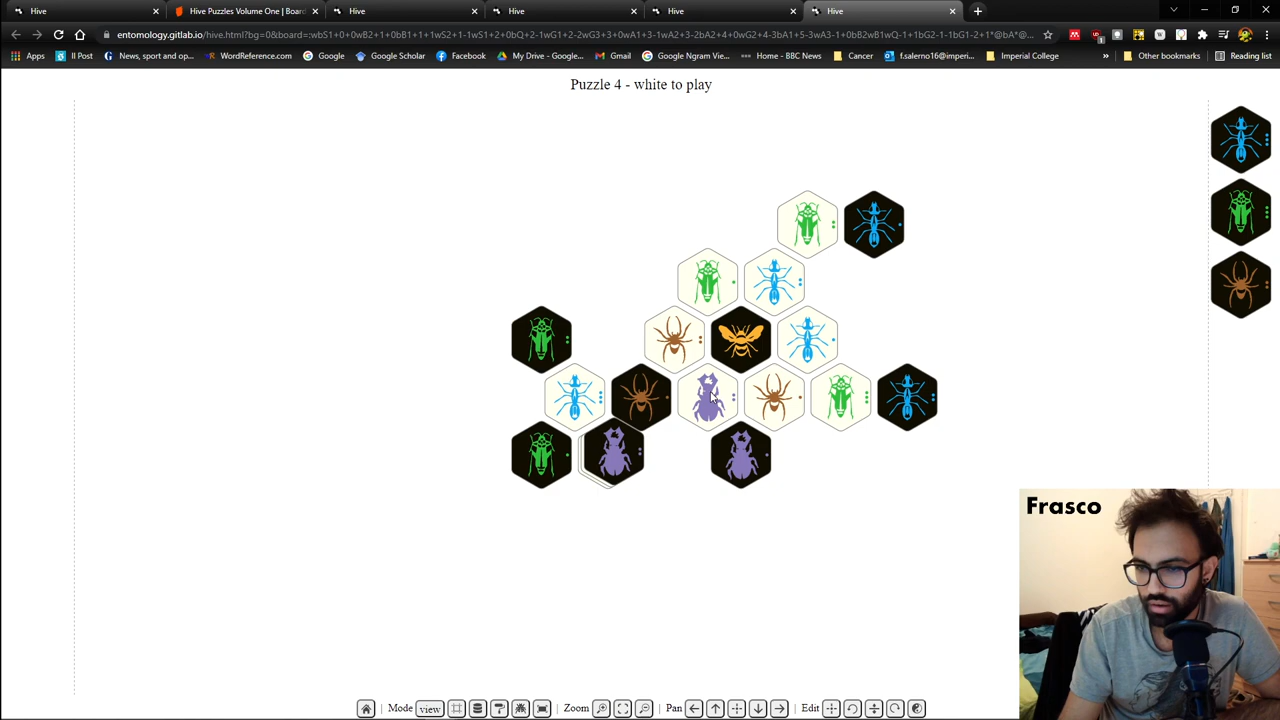 Hive
Hive Puzzles Volume One | Board
Hive
Hive
Hive
Hive
entomology.gitlab.io/hive.html?bg=0&board=:wbS1+0+0wB2+1+0bB1+1+1wS2+1-1wS1+2+0bQ+2-1wG1+2-2wG3+3+0wA1+3-1wA2+3-2bA2+4+0wG2+4-3bA1+5-3wA3-1+0bB2wB1wQ-1+1bG2-1-1bG1-2+1*@bA*@...
Apps
Il Post
News, sport and op...
WordReference.com
Google
Google Scholar
Facebook
My Drive - Google...
Gmail
Google Ngram Vie...
Home - BBC News
Cancer
f.salerno16@imperi...
Imperial College
»
Other bookmarks
Reading list
Puzzle 4 - white to play
Frasco
Mode
view
Zoom
Pan
Edit